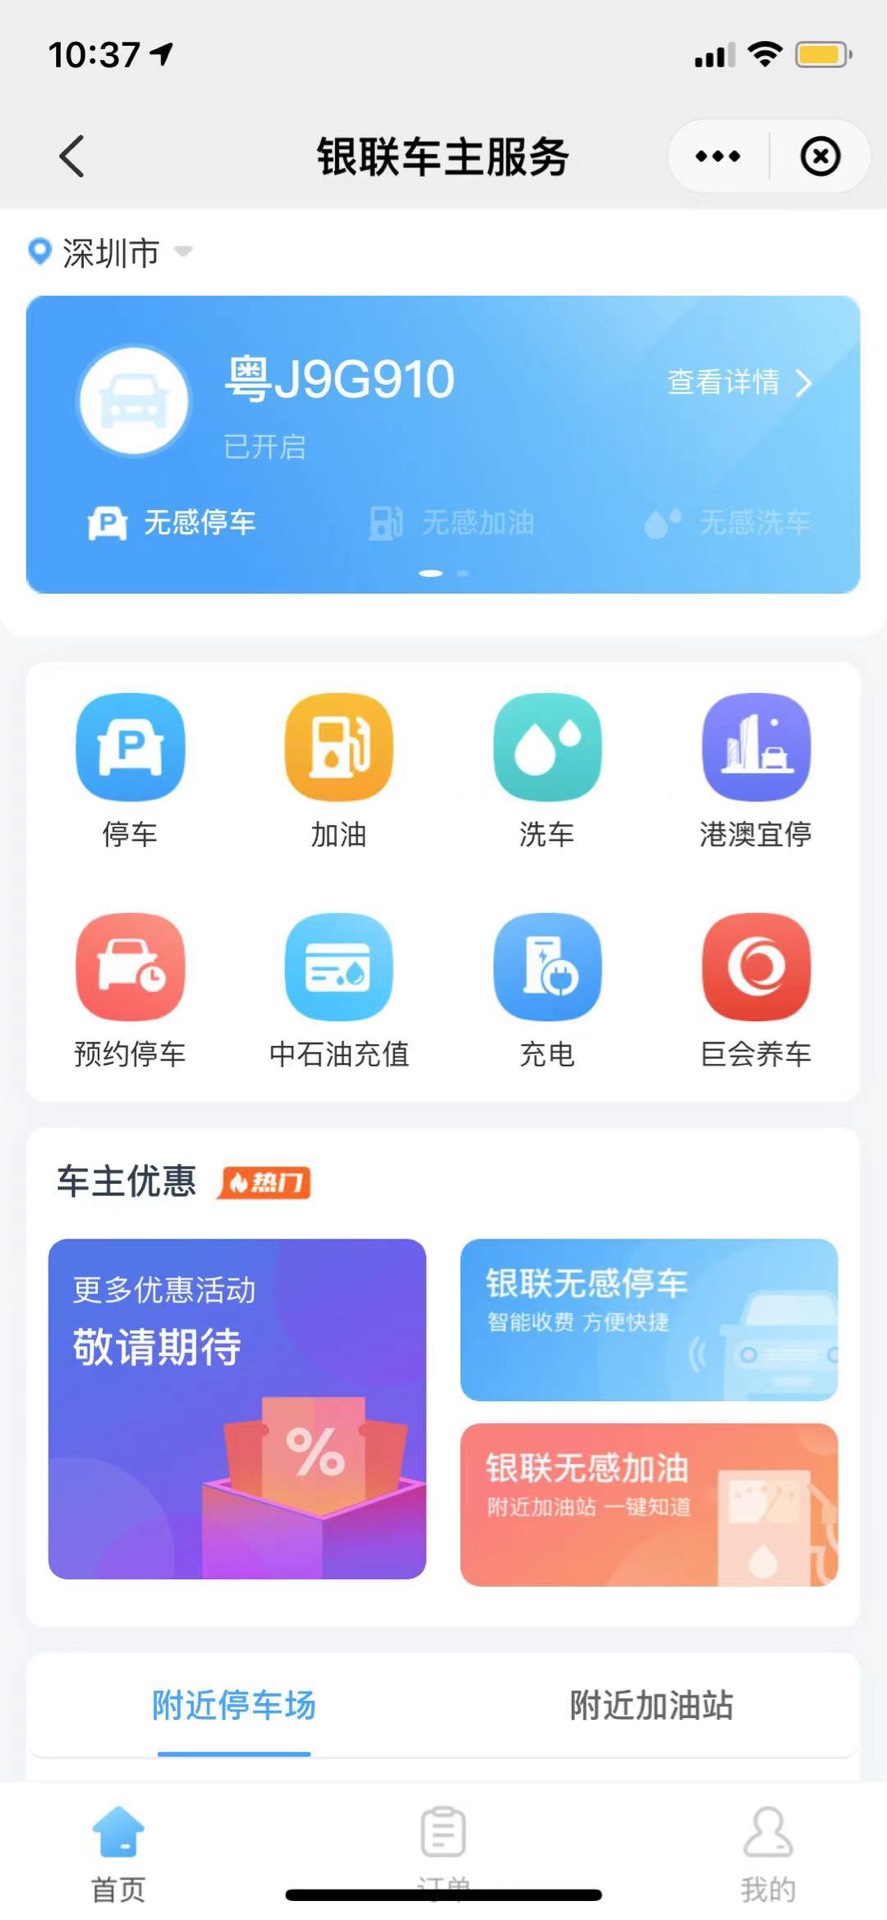 10:37
银联车主服务
深圳市
粤J9G910
查看详情
已开启
P 无感停车
无感加油
无感洗车
P
停车
加油
洗车
港澳宜停
预约停车
中石油充值
充电
巨会养车
车主优惠
热门
更多优惠活动
敬请期待
%
银联无感停车
智能收费 方便快捷
银联无感加油
附近加油站 一键知道
附近停车场
附近加油站
首页
订单
我的